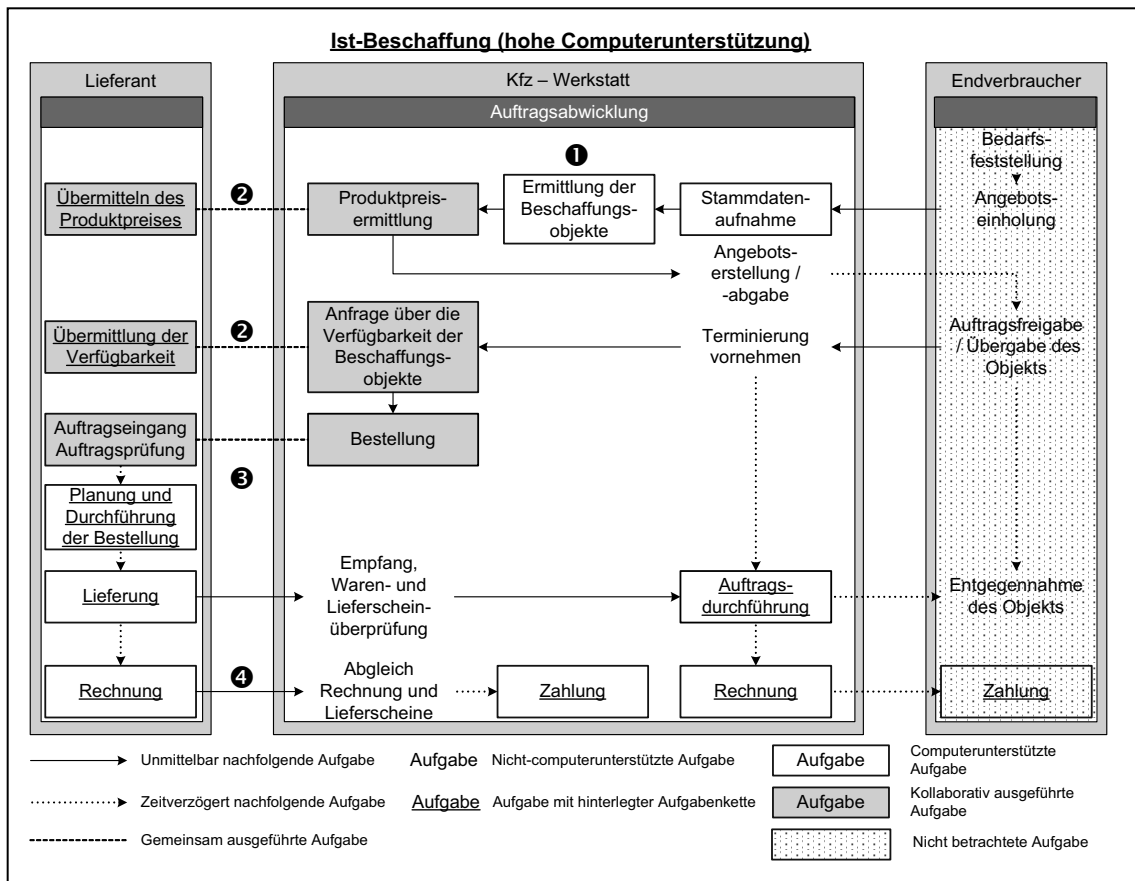 Ist-Beschaffung (hohe Computerunterstützung)
Lieferant
Kfz – Werkstatt
Endverbraucher
Auftragsabwicklung
Bedarfs-
feststellung
❶
Übermitteln des
Produktpreises
❷
Produktpreis-
ermittlung
Ermittlung der
Beschaffungs-
objekte
Stammdaten-
aufnahme
Angebots-
einholung
Angebots-
erstellung /
-abgabe
Übermittlung der
Verfügbarkeit
❷
Anfrage über die
Verfügbarkeit der
Beschaffungs-
objekte
Terminierung
vornehmen
Auftragsfreigabe
/ Übergabe des
Objekts
Auftragseingang
Auftragsprüfung
Bestellung
❸
Planung und
Durchführung
der Bestellung
Lieferung
Empfang,
Waren- und
Lieferschein-
überprüfung
Auftrags-
durchführung
Entgegennahme
des Objekts
Rechnung
❹
Abgleich
Rechnung und
Lieferscheine
Zahlung
Rechnung
Zahlung
Unmittelbar nachfolgende Aufgabe
Aufgabe
Nicht-computerunterstützte Aufgabe
Aufgabe
Computerunterstützte
Aufgabe
Zeitverzögert nachfolgende Aufgabe
Aufgabe
Aufgabe mit hinterlegter Aufgabenkette
Aufgabe
Kollaborativ ausgeführte
Aufgabe
Gemeinsam ausgeführte Aufgabe
Nicht betrachtete Aufgabe